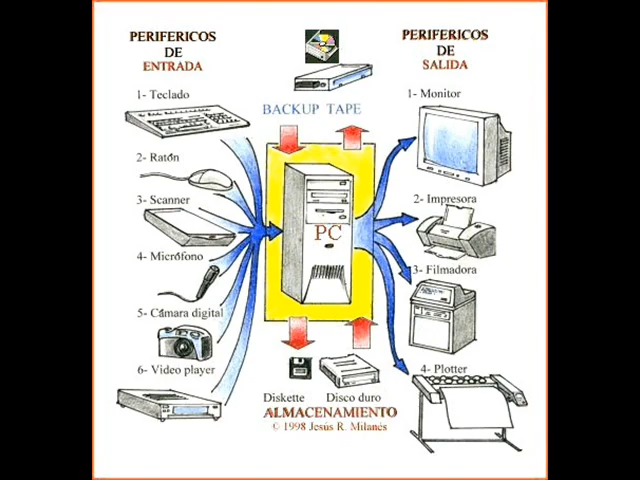 PERIFERICOS
DE
ENTRADA
1- Teclado
2- Ratón
3- Scanner
4- Micrófono
5- Cámara digital
6- Video player
BACKUP TAPE
PC
Diskette
Disco duro
ALMACENAMIENTO
© 1998 Jesús R. Milanés
PERIFERICOS
DE
SALIDA
1- Monitor
2- Impresora
3- Filmadora
4- Plotter